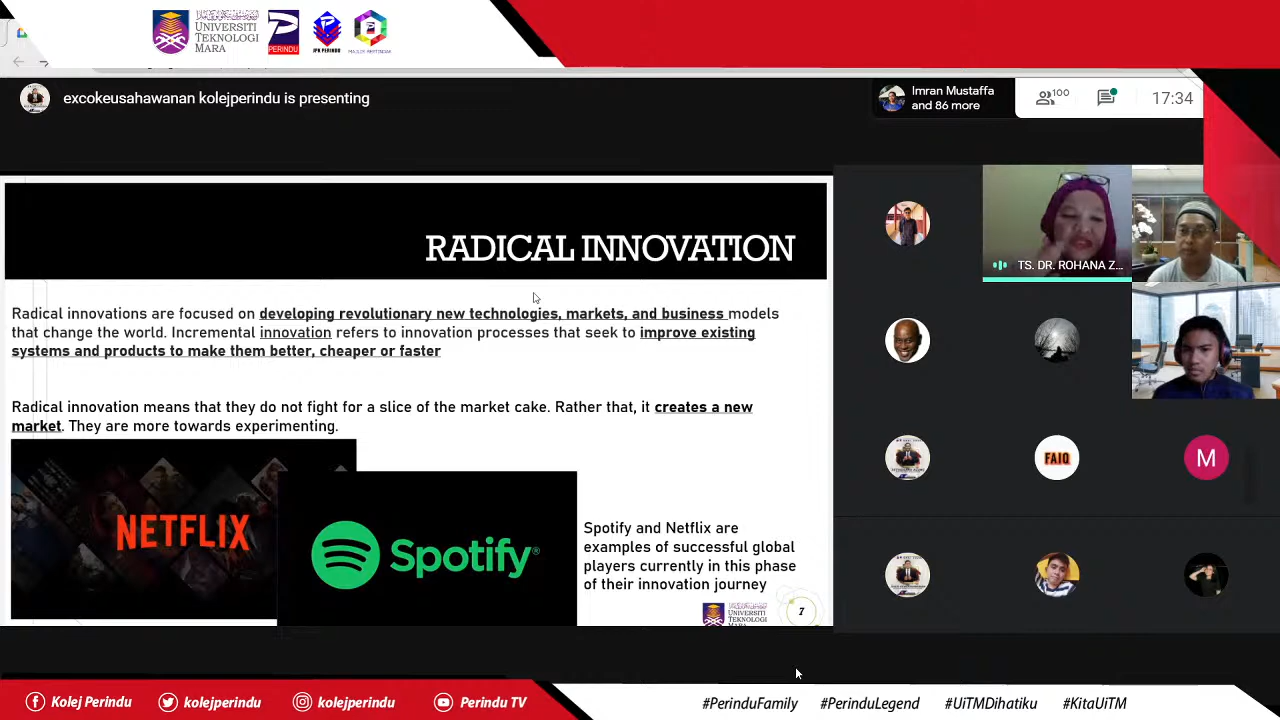 UNIVERSITI
TEKNOLOGI
MARA
PERINDU
JPK PERINDU
excokeusahawanan kolejperindu is presenting
Imran Mustaffa
and 86 more
100
17:34
RADICAL INNOVATION
Radical innovations are focused on developing revolutionary new technologies, markets, and business models
that change the world. Incremental innovation refers to innovation processes that seek to improve existing
systems and products to make them better, cheaper or faster
Radical innovation means that they do not fight for a slice of the market cake. Rather that, it creates a new
market. They are more towards experimenting.
NETFLIX
Spotify®
Spotify and Netflix are
examples of successful global
players currently in this phase
of their innovation journey
UNIVERSITI
TEKNOLOGI
MARA
7
TS. DR. ROHANA Z...
FAIQ
M
Kolej Perindu
kolejperindu
kolejperindu
Perindu TV
#PerinduFamily
#PerinduLegend
#UiTMDihatiku
#KitaUiTM